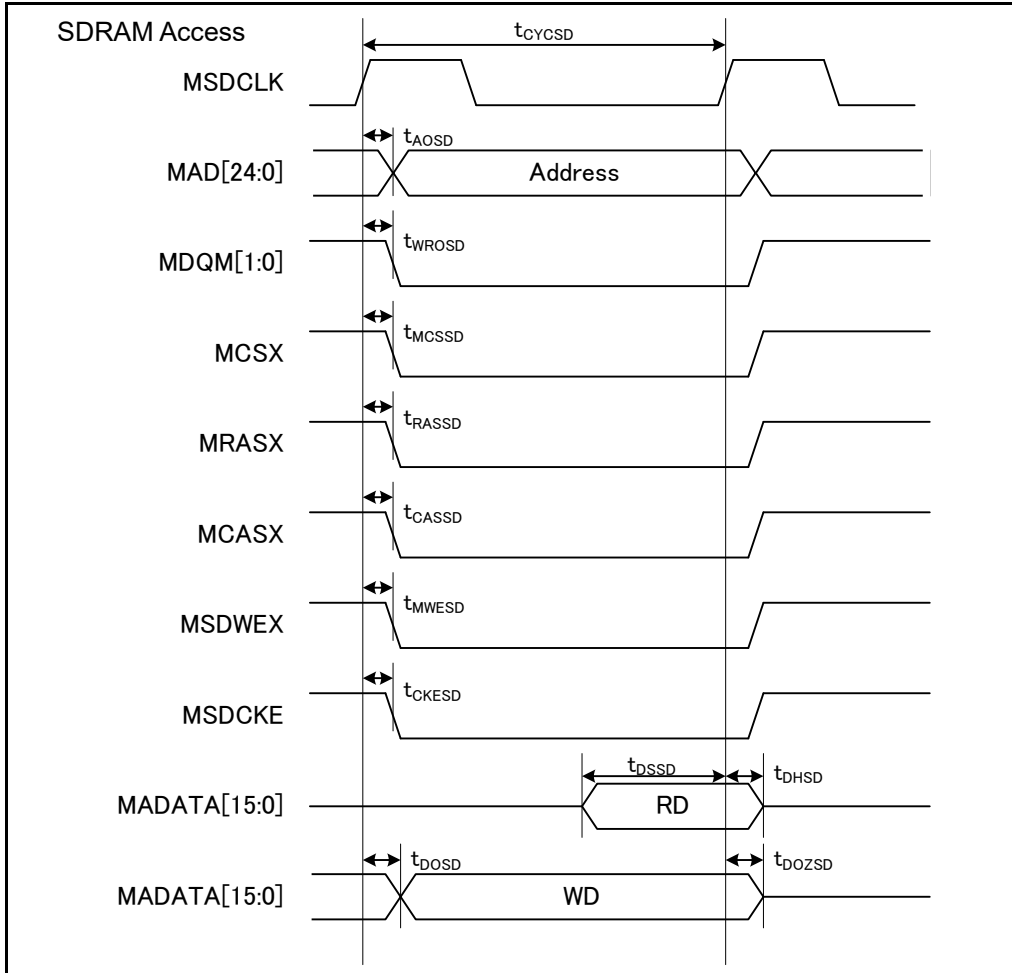 SDRAM Access
tCYCSD
MSDCLK
tAOSD
MAD[24:0]
Address
tWROSD
MDQM[1:0]
tMCSSD
MCSX
tRASSD
MRASX
tCASSD
MCASX
tMWESD
MSDWEX
tCKESD
MSDCKE
tDSSD
tDHSD
MADATA[15:0]
RD
tDOSD
tDOZSD
MADATA[15:0]
WD